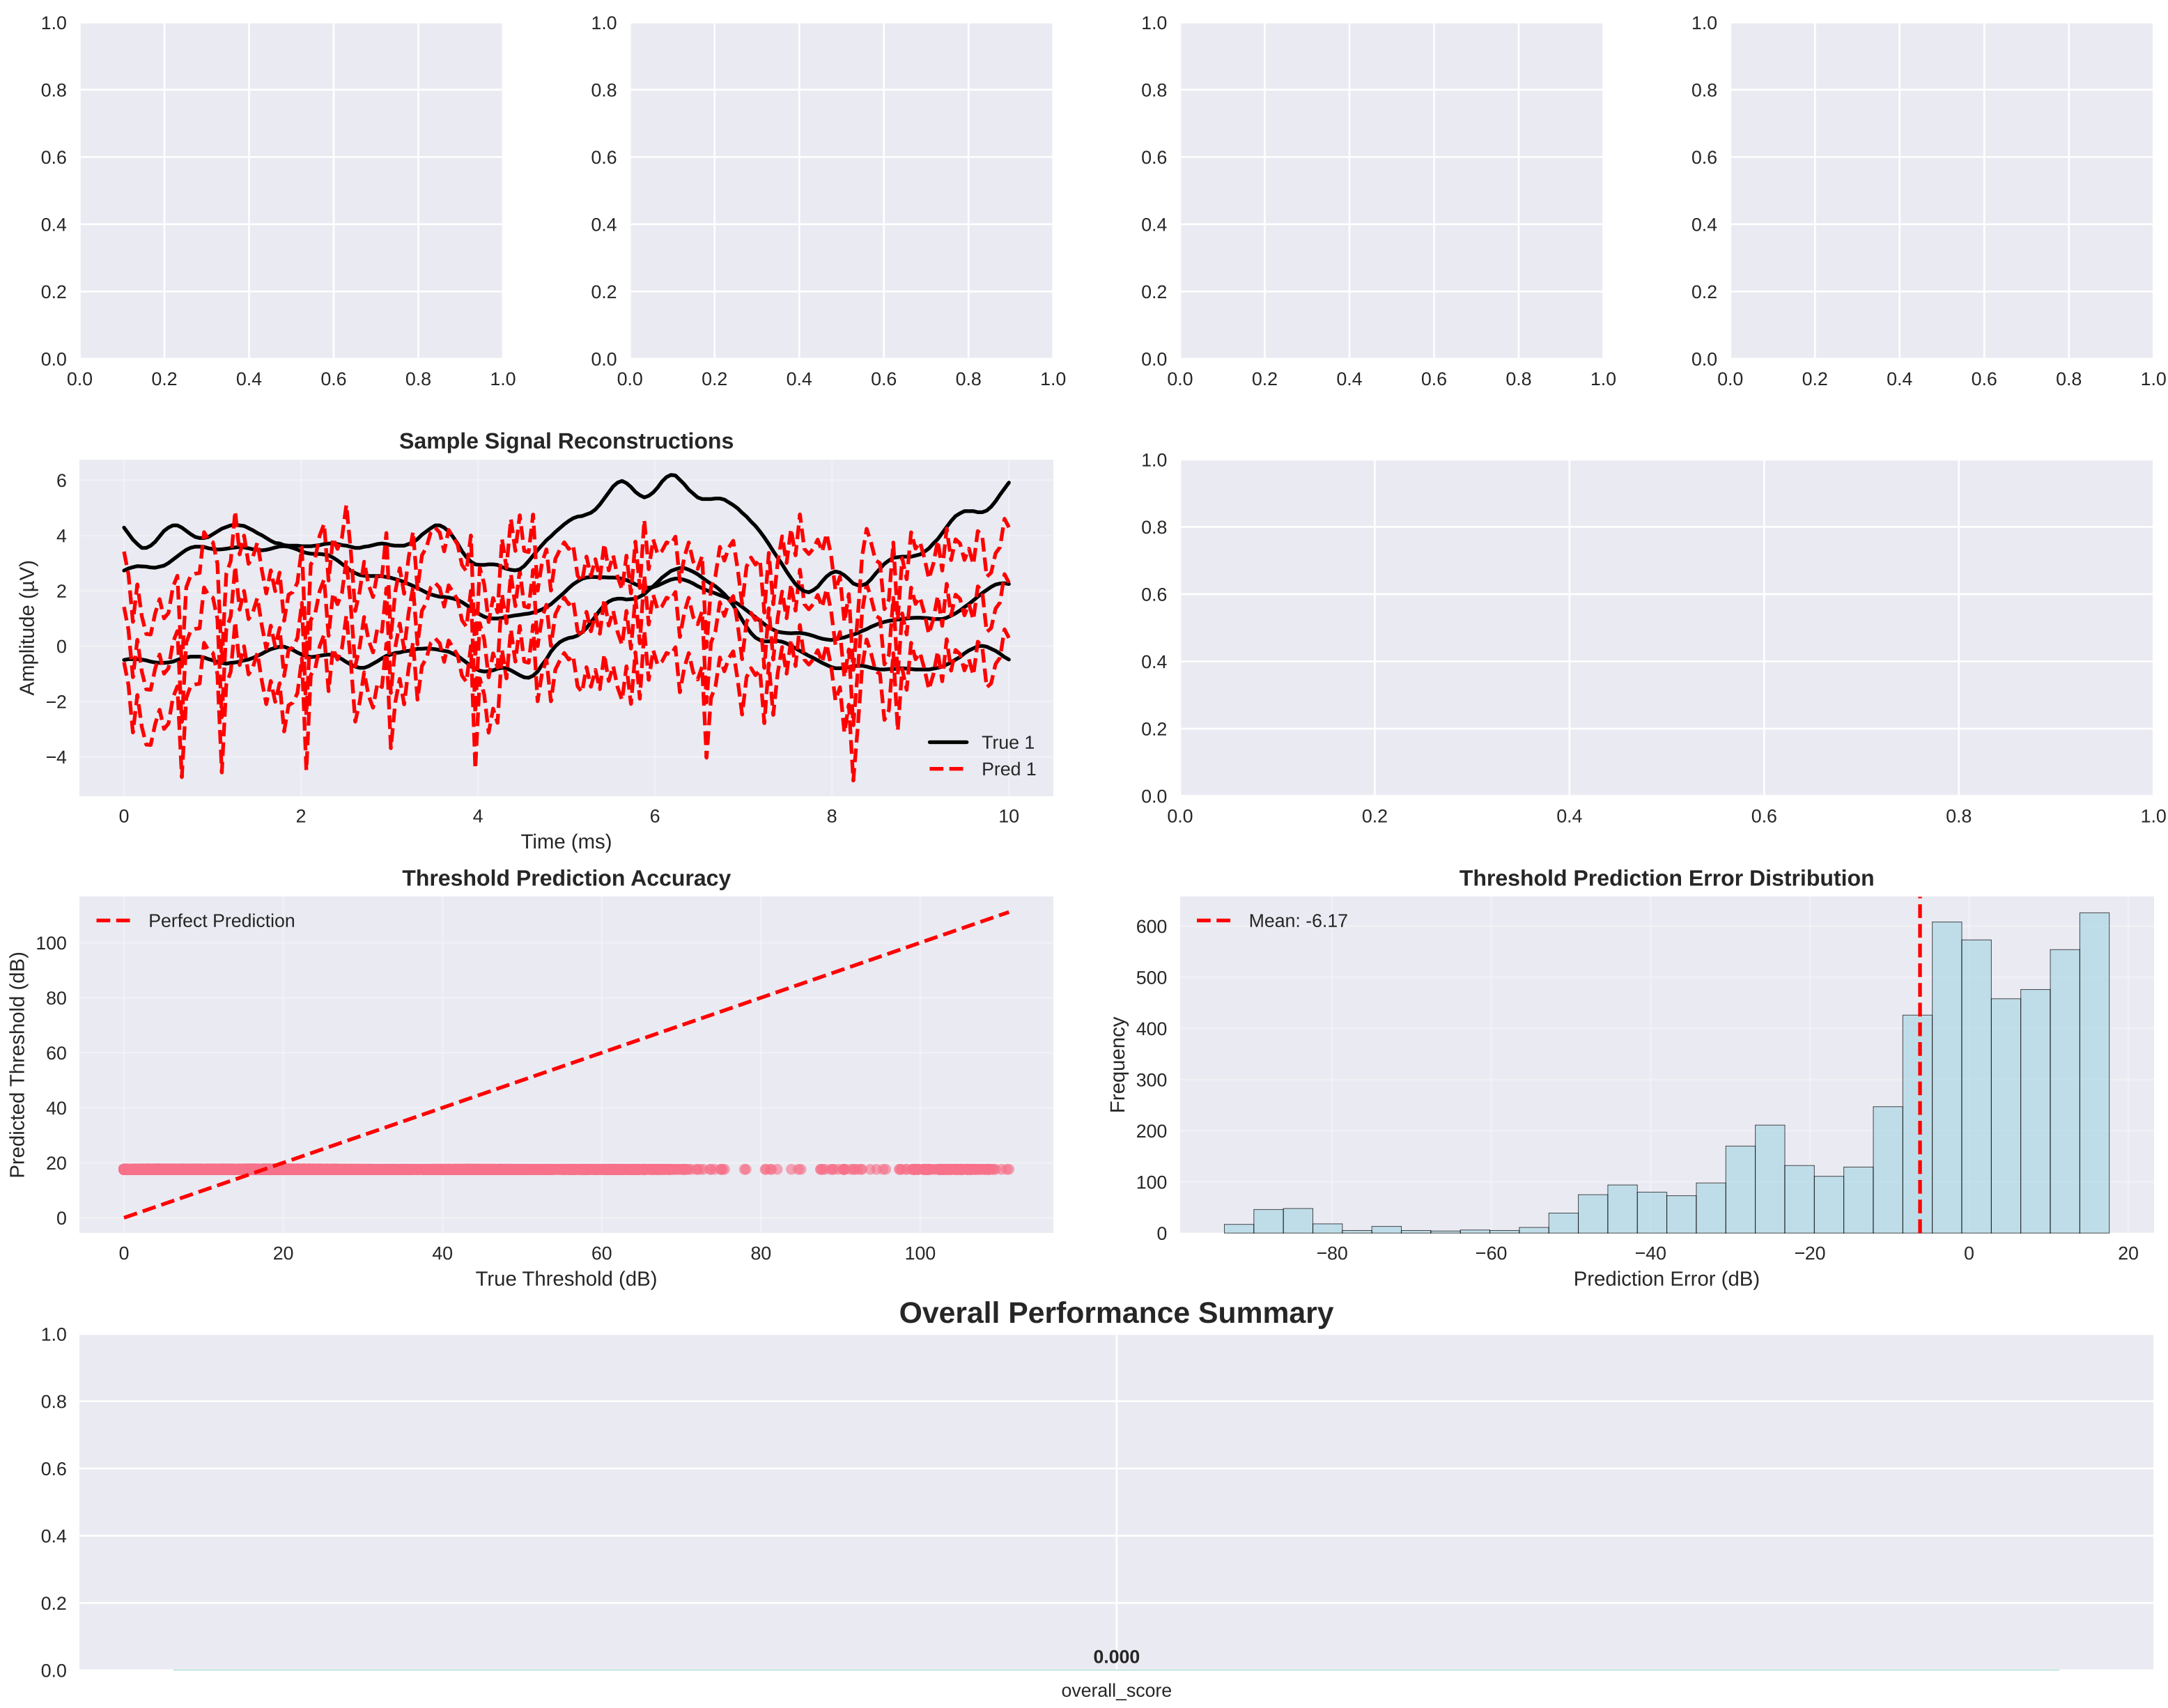 1.0 1.0 1.0 1.0
0.8 0.8 0.8 0.8
0.6 0.6 0.6 0.6
0.4 0.4 0.4 0.4
0.2 0.2 0.2 0.2
0.0 0.0 0.0 0.0
0.0 0.2 0.4 0.6 0.8 1.0 0.0 0.2 0.4 0.6 0.8 1.0 0.0 0.2 0.4 0.6 0.8 1.0 0.0 0.2 0.4 0.6 0.8 1.0
Sample Signal Reconstructions
Amplitude (µV)
6
4
2
0
−2
−4
True 1
Pred 1
0 2 4 6 8 10
Time (ms)
1.0
0.8
0.6
0.4
0.2
0.0
0.0 0.2 0.4 0.6 0.8 1.0
Threshold Prediction Accuracy
Perfect Prediction
Predicted Threshold (dB)
100
80
60
40
20
0
0 20 40 60 80 100
True Threshold (dB)
Threshold Prediction Error Distribution
Mean: -6.17
Frequency
600
500
400
300
200
100
0
−80 −60 −40 −20 0 20
Prediction Error (dB)
Overall Performance Summary
1.0
0.8
0.6
0.4
0.2
0.0
0.000
overall_score